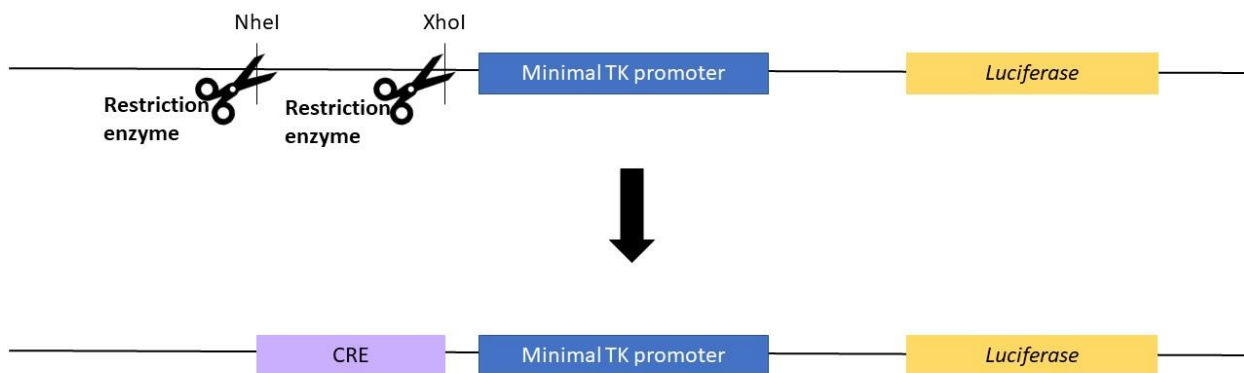 NheI
XhoI
Minimal TK promoter
Luciferase
Restriction
enzyme
Restriction
enzyme
CRE
Minimal TK promoter
Luciferase